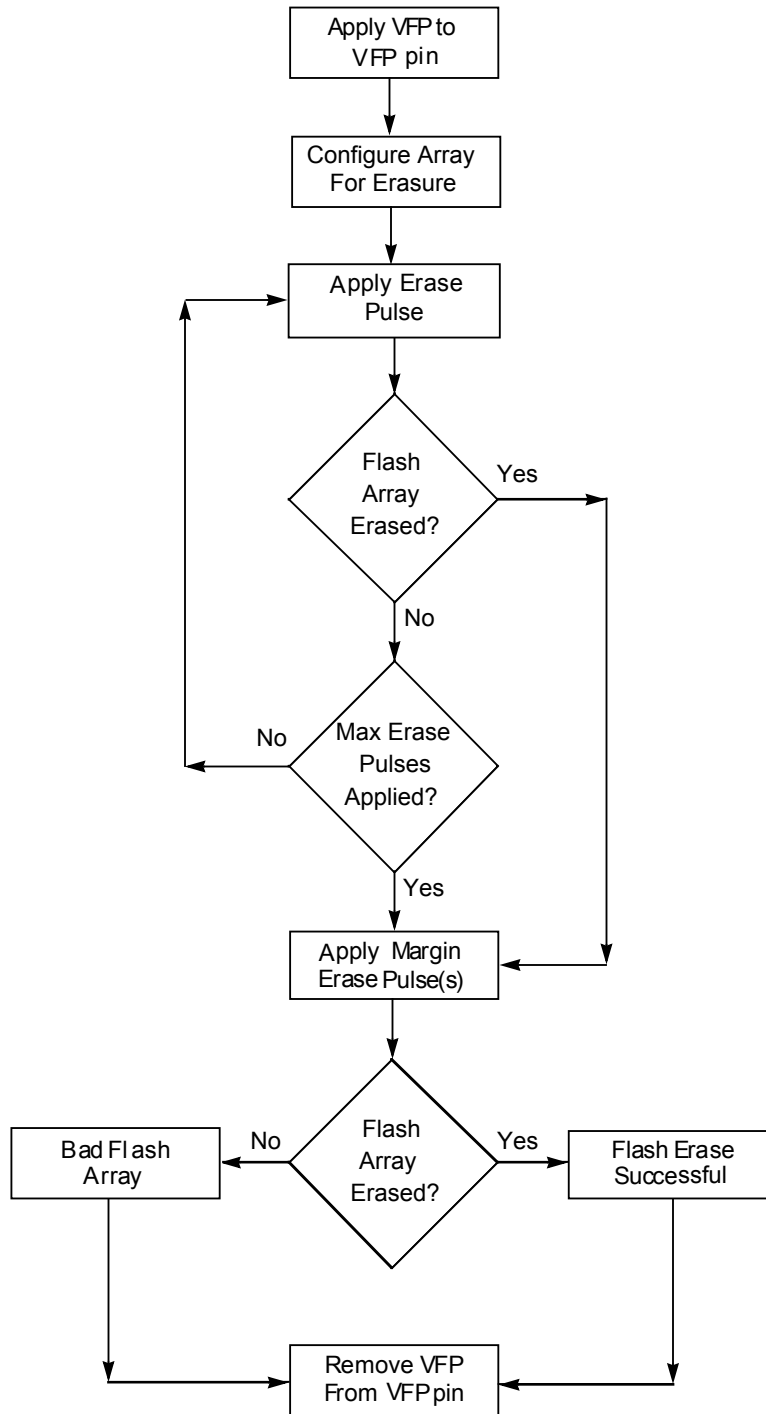 Apply VFP to
VFP pin
Configure Array
For Erasure
Apply Erase
Pulse
Flash
Array
Erased?
Yes
No
Max Erase
Pulses
Applied?
No
Yes
Apply Margin
Erase Pulse(s)
Flash
Array
Erased?
No
Yes
Bad Flash
Array
Flash Erase
Successful
Remove VFP
From VFP pin